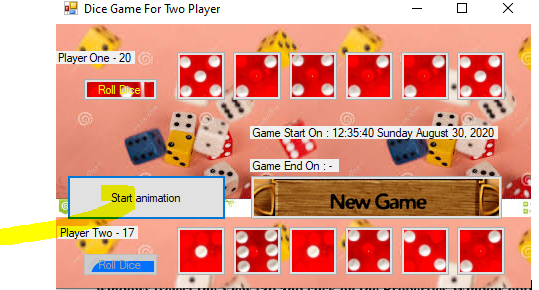 Dice Game For Two Player
Player One - 20
Roll Dice
Game Start On : 12:35:40 Sunday August 30, 2020
Game End On : -
Start animation
New Game
Player Two - 17
Roll Dice